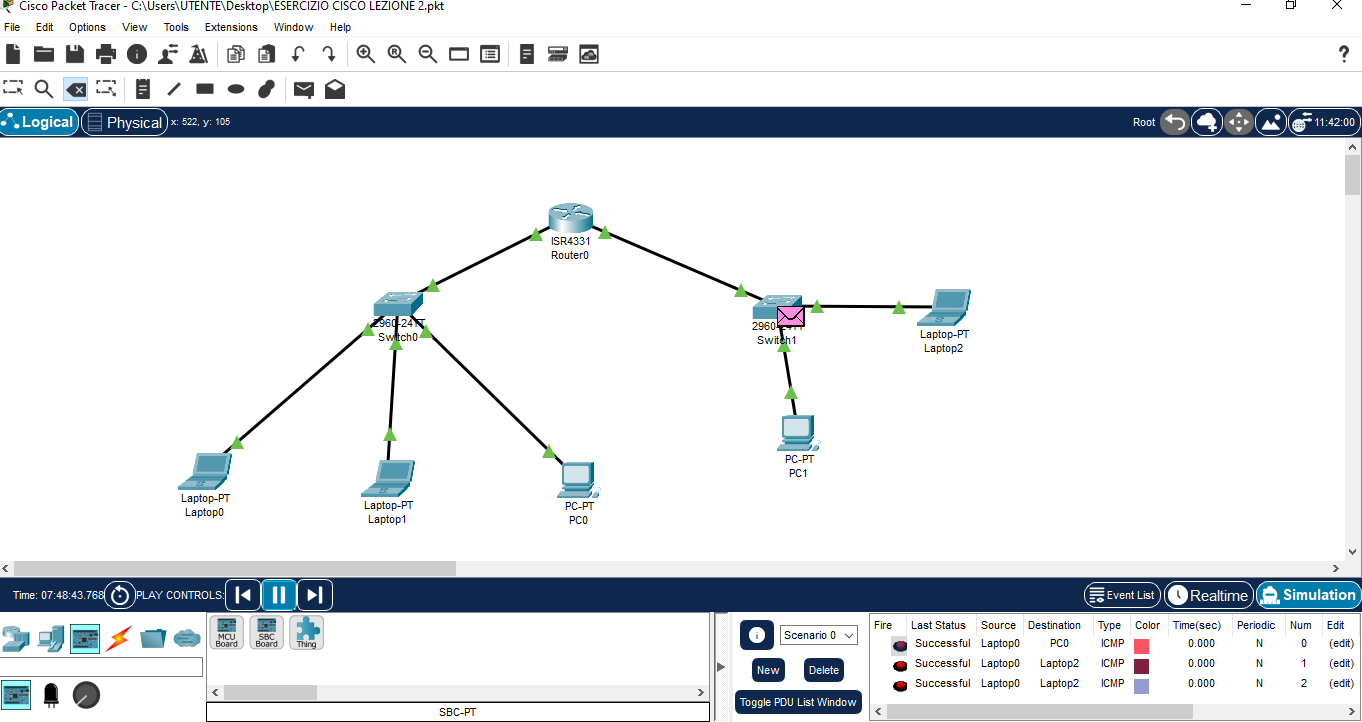 Cisco Packet Tracer - C:\Users\UTENTE\Desktop\ESERCIZIO CISCO LEZIONE 2.pkt
File Edit Options View Tools Extensions Window Help
?
Logical Physical x: 522, y: 105 Root 11:42:00
ISR4331
Router0
2960-24TT
Switch0
Switch1
Laptop-PT
Laptop2
PC-PT
PC1
Laptop-PT
Laptop0
Laptop-PT
Laptop1
PC-PT
PC0
Time: 07:48:43.768 PLAY CONTROLS: Event List Realtime Simulation
MCU Board
SBC Board
Thing
SBC-PT
Scenario 0
New Delete
Toggle PDU List Window
Fire Last Status Source Destination Type Color Time(sec) Periodic Num Edit
Successful Laptop0 PC0 ICMP 0.000 N 0 (edit)
Successful Laptop0 Laptop2 ICMP 0.000 N 1 (edit)
Successful Laptop0 Laptop2 ICMP 0.000 N 2 (edit)